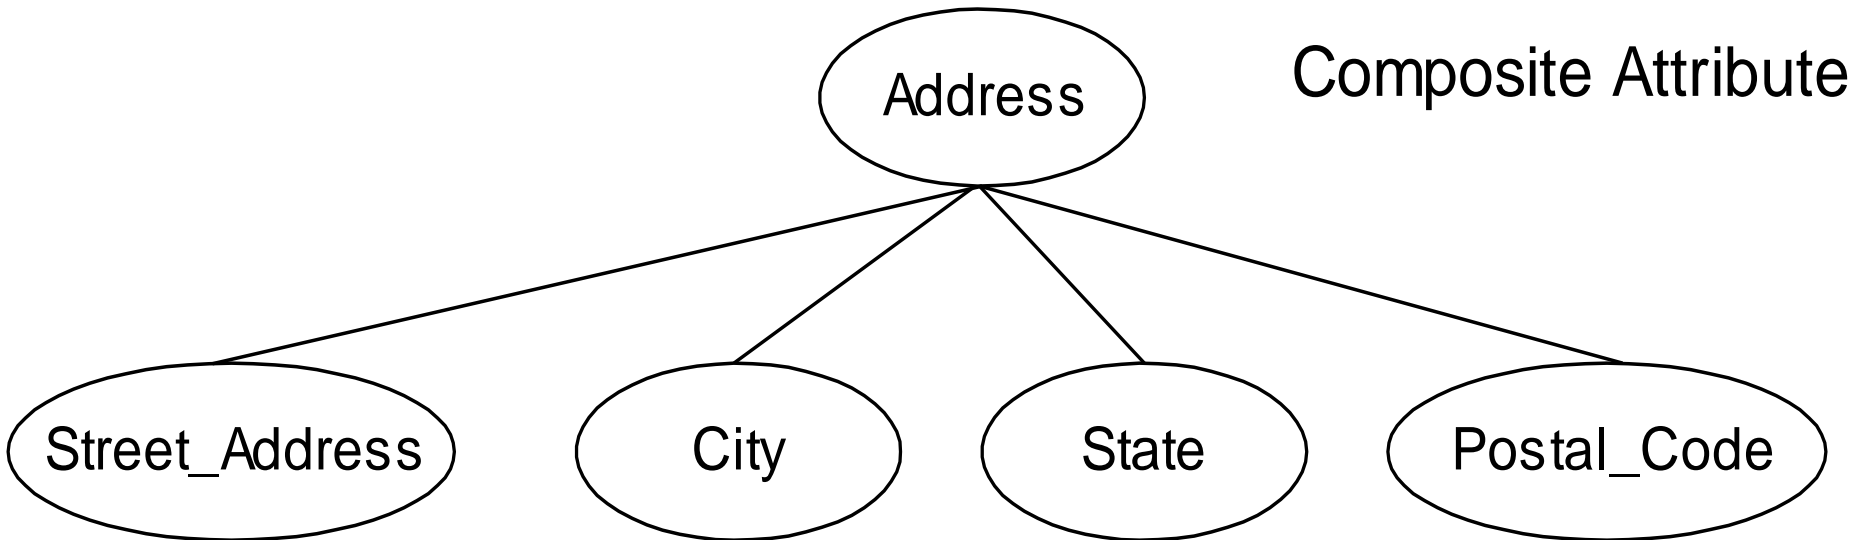 Composite Attribute
Address
Street_Address
City
State
Postal_Code